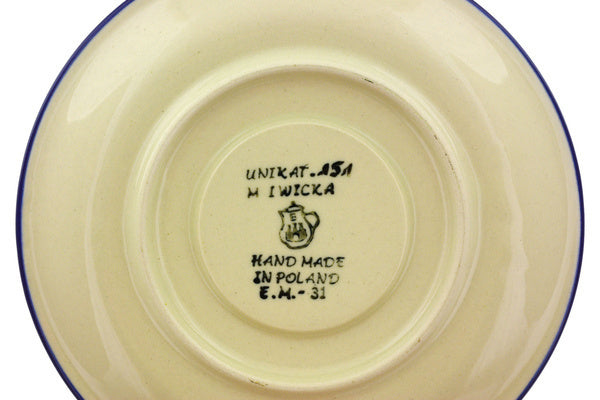 UNIKAT-151
M IWICKA
HAND MADE
IN POLAND
E.M.-31